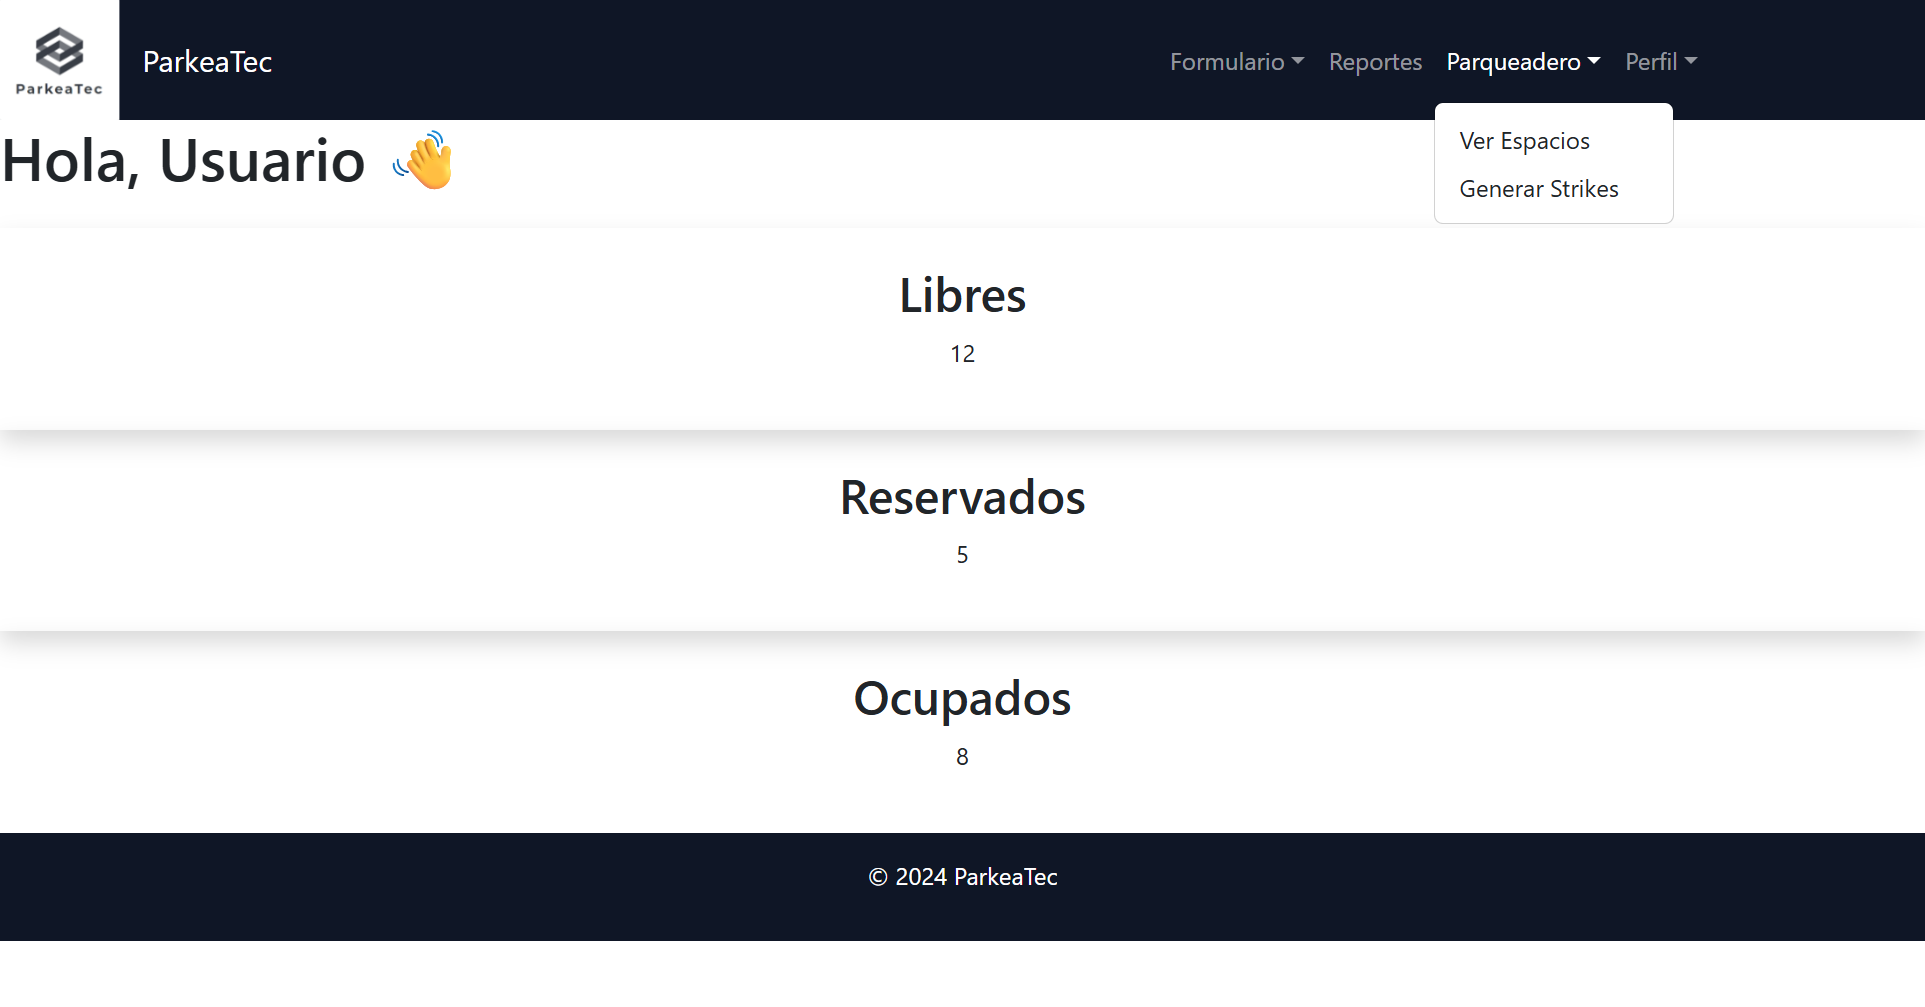 ParkeaTec
ParkeaTec
Formulario
Reportes
Parqueadero
Perfil
Ver Espacios
Generar Strikes
Hola, Usuario 👋
Libres
12
Reservados
5
Ocupados
8
© 2024 ParkeaTec